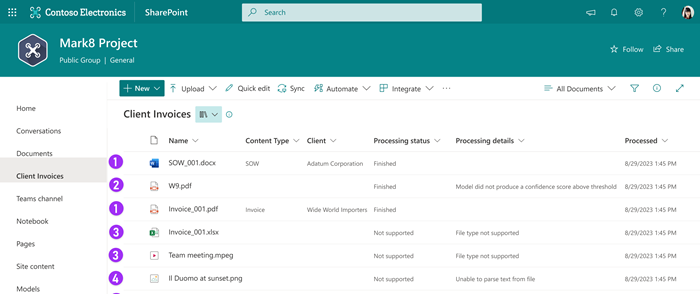 Contoso Electronics SharePoint Search
Mark8 Project
Public Group | General
Follow Share
New Upload Quick edit Sync Automate Integrate ··· All Documents
Home
Conversations
Documents
Client Invoices
Teams channel
Notebook
Pages
Site content
Models
Client Invoices
Name Content Type Client Processing status Processing details Processed
1 SOW_001.docx SOW Adatum Corporation Finished 8/29/2023 1:45 PM
2 W9.pdf Finished Model did not produce a confidence score above threshold 8/29/2023 1:45 PM
1 Invoice_001.pdf Invoice Wide World Importers Finished 8/29/2023 1:45 PM
3 Invoice_001.xlsx Not supported File type not supported 8/29/2023 1:45 PM
3 Team meeting.mpeg Not supported File type not supported 8/29/2023 1:45 PM
4 Il Duomo at sunset.png Not supported Unable to parse text from file 8/29/2023 1:45 PM